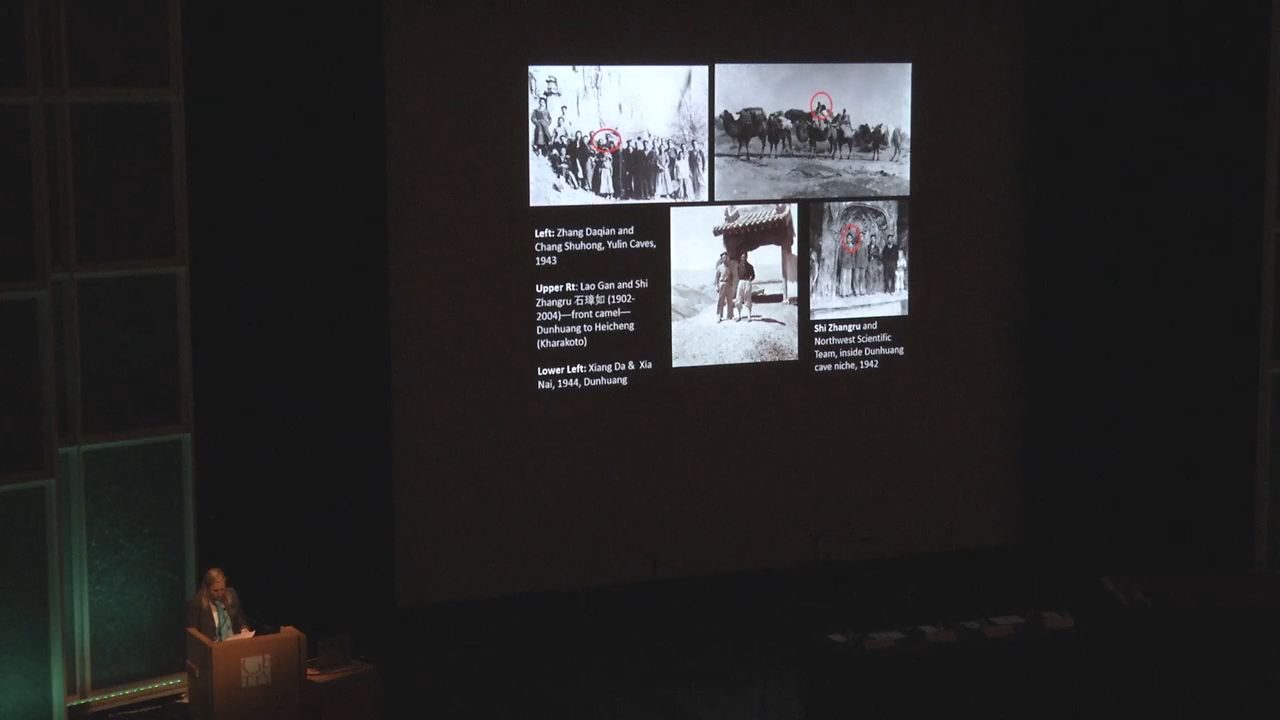 Left: Zhang Daqian and
Chang Shuhong, Yulin Caves,
1943
Upper Rt: Lao Gan and Shi
Zhangru 石璋如 (1902-
2004)—front camel—
Dunhuang to Heicheng
(Kharakoto)
Lower Left: Xiang Da & Xia
Nai, 1944, Dunhuang
Shi Zhangru and
Northwest Scientific
Team, inside Dunhuang
cave niche, 1942